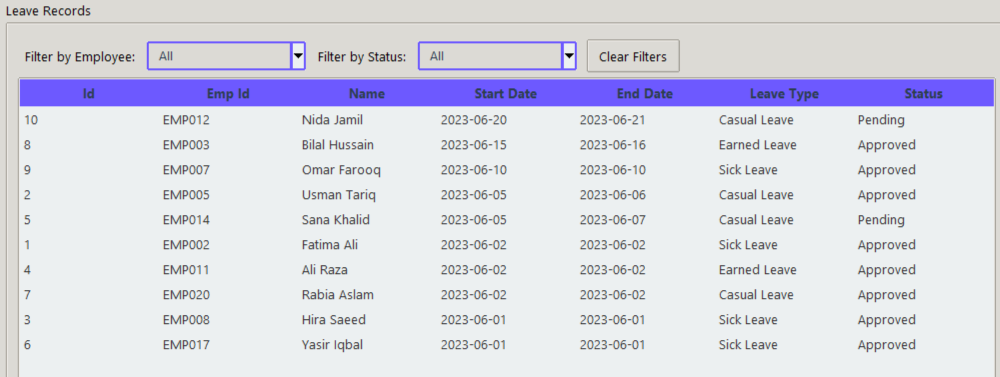 Leave Records
Filter by Employee: All Filter by Status: All Clear Filters
Id Emp Id Name Start Date End Date Leave Type Status
10 EMP012 Nida Jamil 2023-06-20 2023-06-21 Casual Leave Pending
8 EMP003 Bilal Hussain 2023-06-15 2023-06-16 Earned Leave Approved
9 EMP007 Omar Farooq 2023-06-10 2023-06-10 Sick Leave Approved
2 EMP005 Usman Tariq 2023-06-05 2023-06-06 Casual Leave Approved
5 EMP014 Sana Khalid 2023-06-05 2023-06-07 Casual Leave Pending
1 EMP002 Fatima Ali 2023-06-02 2023-06-02 Sick Leave Approved
4 EMP011 Ali Raza 2023-06-02 2023-06-02 Earned Leave Approved
7 EMP020 Rabia Aslam 2023-06-02 2023-06-02 Casual Leave Approved
3 EMP008 Hira Saeed 2023-06-01 2023-06-01 Sick Leave Approved
6 EMP017 Yasir Iqbal 2023-06-01 2023-06-01 Sick Leave Approved